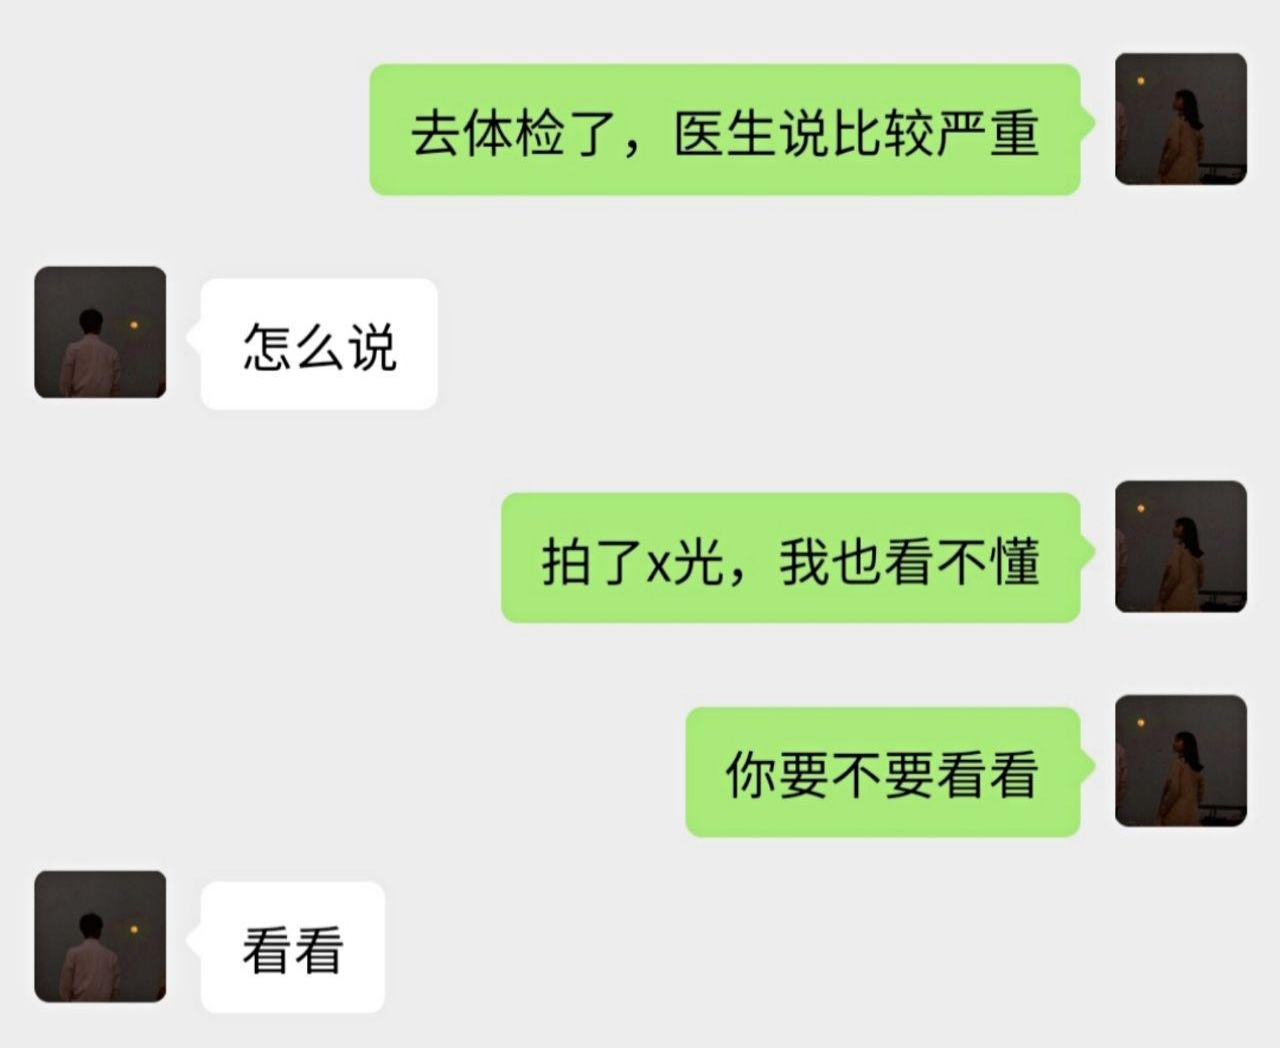 去体检了，医生说比较严重
怎么说
拍了x光，我也看不懂
你要不要看看
看看